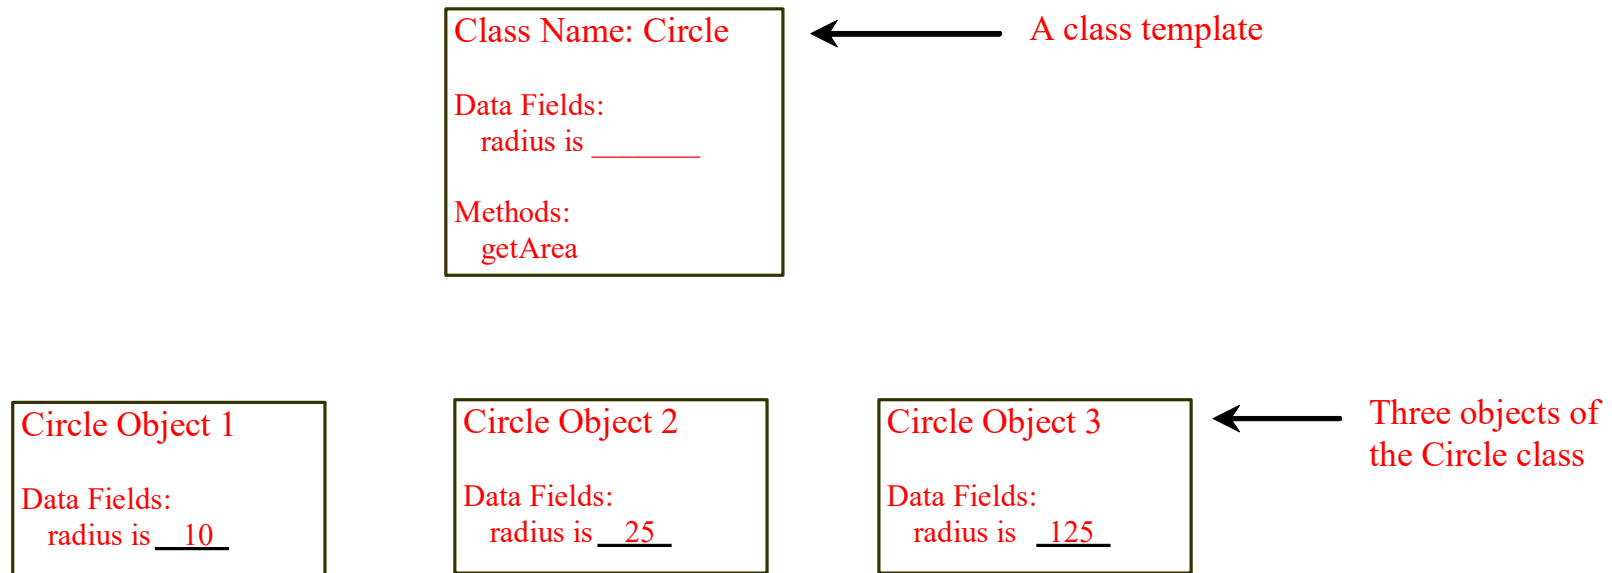 Class Name: Circle
A class template
Data Fields:
radius is _______
Methods:
getArea
Circle Object 1
Data Fields:
radius is 10
Circle Object 2
Data Fields:
radius is 25
Circle Object 3
Data Fields:
radius is 125
Three objects of
the Circle class